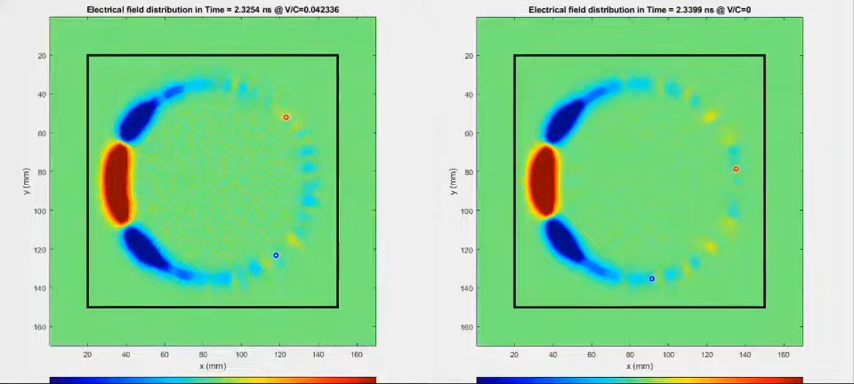 Electrical field distribution in Time = 2.3254 ns @ V/C=0.042336
Electrical field distribution in Time = 2.3399 ns @ V/C=0
20
40
60
80
100
120
140
160
y (mm)
20 40 60 80 100 120 140 160
x (mm)
20
40
60
80
100
120
140
160
y (mm)
20 40 60 80 100 120 140 160
x (mm)